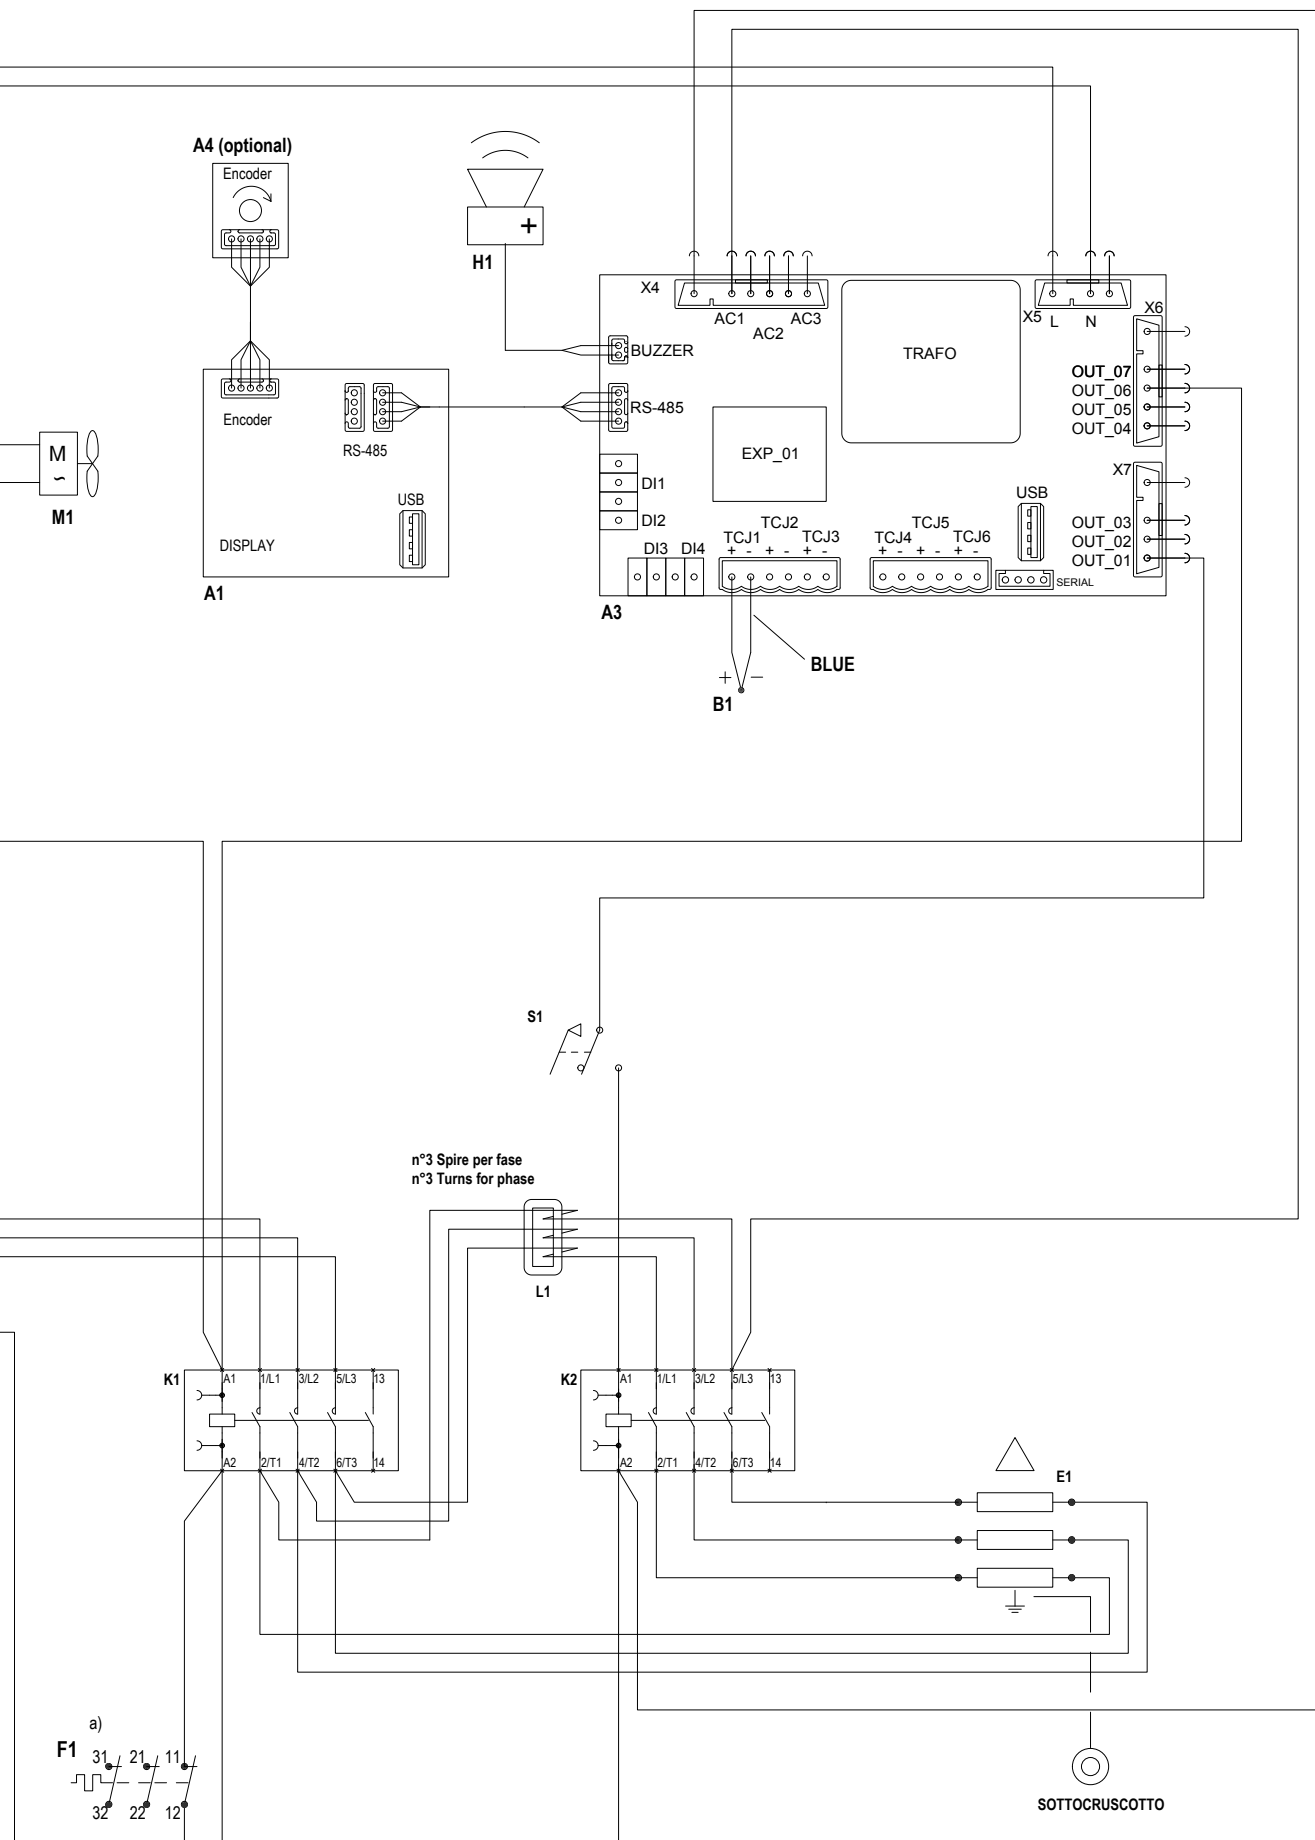 A4 (optional)
Encoder
H1
+
X4
AC1
AC2
AC3
X5
L
N
X6
BUZZER
TRAFO
OUT_07
OUT_06
OUT_05
OUT_04
Encoder
RS-485
RS-485
EXP_01
M
~
M1
X7
USB
DI1
DI2
USB
OUT_03
OUT_02
OUT_01
DISPLAY
DI3
DI4
TCJ1
TCJ2
TCJ3
+ - + - + -
TCJ4
TCJ5
TCJ6
+ - + - + -
SERIAL
A1
A3
BLUE
+ −
B1
S1
n°3 Spire per fase
n°3 Turns for phase
L1
K1
A1 1/L1 3/L2 5/L3 13
A2 2/T1 4/T2 6/T3 14
K2
A1 1/L1 3/L2 5/L3 13
A2 2/T1 4/T2 6/T3 14
E1
a)
F1
31 21 11
32 22 12
SOTTOCRUSCOTTO